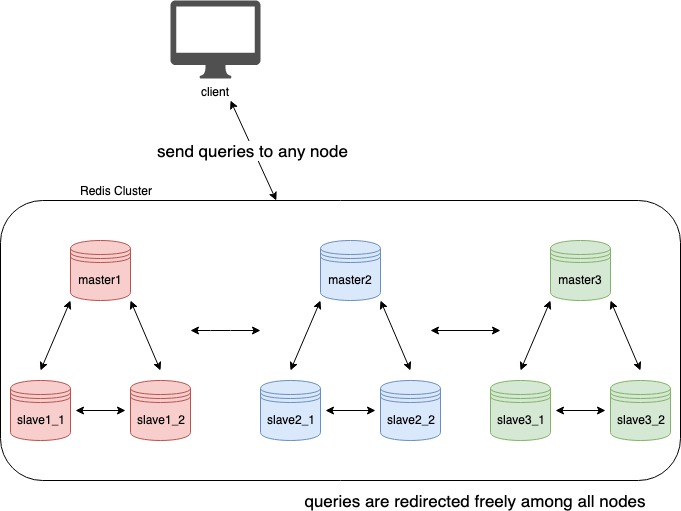 client
send queries to any node
Redis Cluster
master1
master2
master3
slave1_1
slave1_2
slave2_1
slave2_2
slave3_1
slave3_2
queries are redirected freely among all nodes